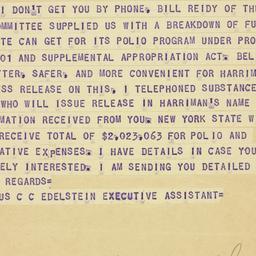 I DON'T GET YOU BY PHONE, BILL REIDY OF TH
OMMITTEE SUPPLIED US WITH A BREAKDOWN OF FU
TE CAN GET FOR ITS POLIO PROGRAM UNDER PRO
01 AND SUPPLEMENTAL APPROPRIATION ACT. BEL
TTER, SAFER, AND MORE CONVENIENT FOR HARRIM
SS RELEASE ON THIS, I TELEPHONED SUBSTANCE
WHO WILL ISSUE RELEASE IN HARRIMAN'S NAME
MATION RECEIVED FROM YOU. NEW YORK STATE W
RECEIVE TOTAL OF $2,023,063 FOR POLIO AND
ATIVE EXPENSES. I HAVE DETAILS IN CASE YOU
ELY INTERESTED. I AM SENDING YOU DETAILED
REGARDS=
US C C EDELSTEIN EXECUTIVE ASSISTANT=